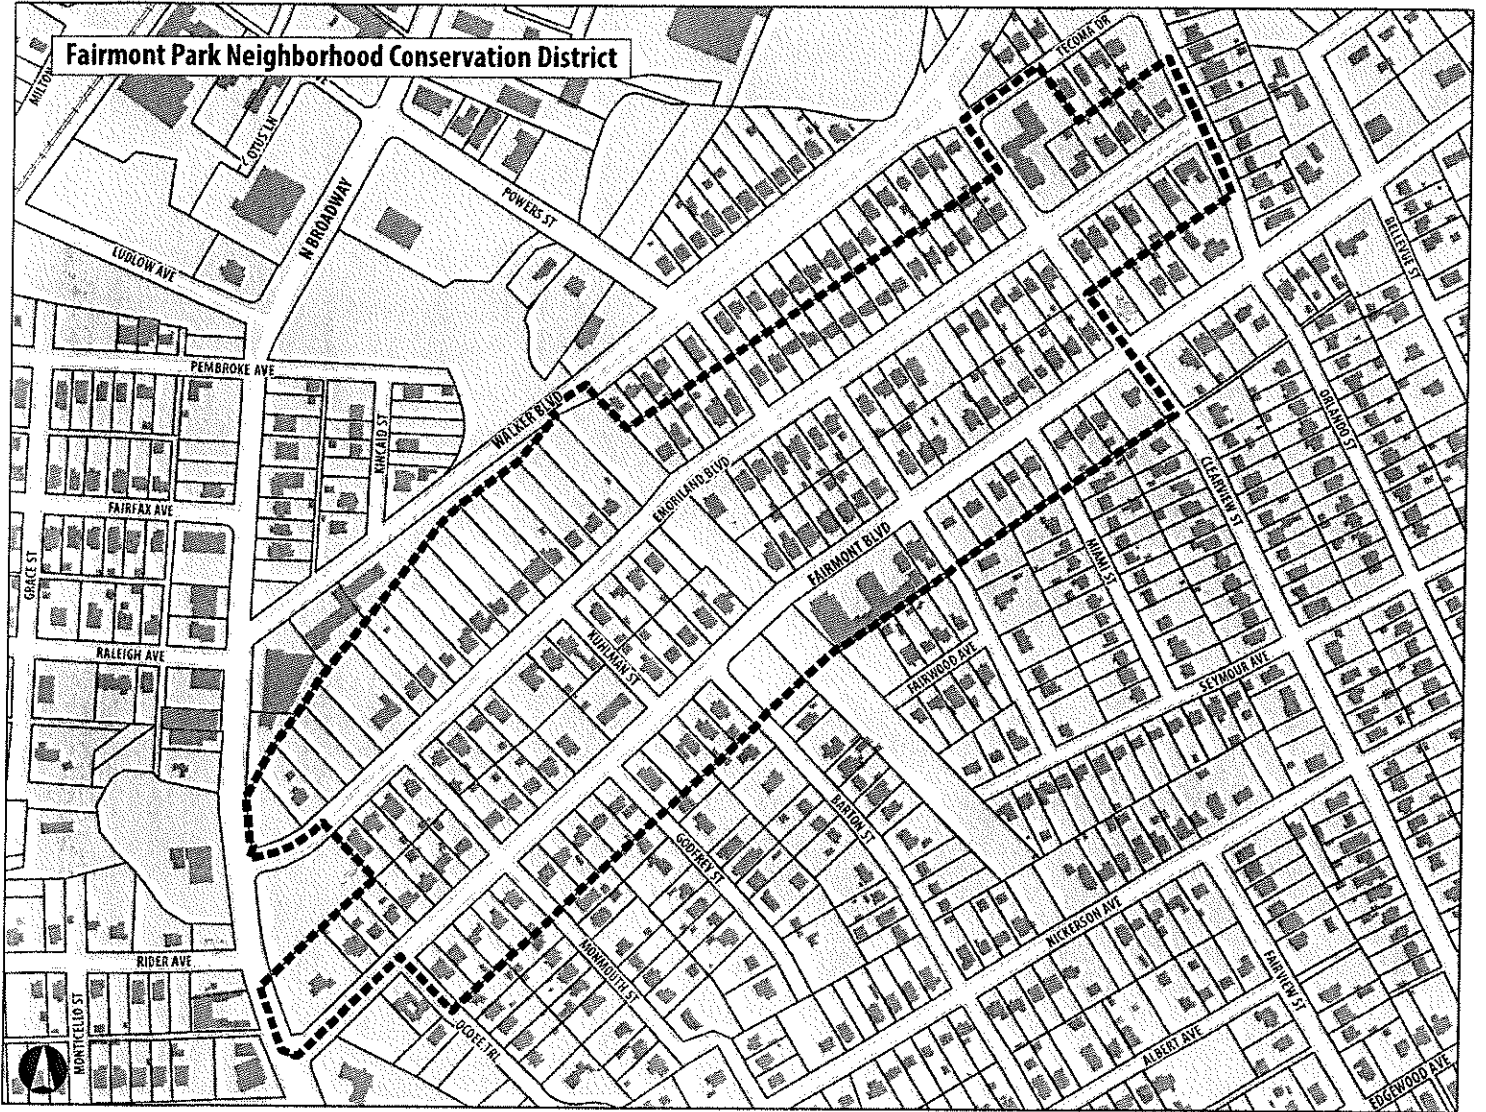 Fairmont Park Neighborhood Conservation District
TECOMA DR
LOTUS LN
N BROADWAY
POWERS ST
LUDLOW AVE
BELLEVUE ST
PEMBROKE AVE
WALKER BLVD
KINCAID ST
ORLANDO ST
EMORILAND BLVD
CLEARVIEW ST
FAIRFAX AVE
FAIRMONT BLVD
MIAMI ST
GRACE ST
RALEIGH AVE
KUHLMAN ST
FAIRWOOD AVE
SEYMOUR AVE
BARTON ST
GODFREY ST
NICKERSON AVE
MONMOUTH ST
FAIRVIEW ST
RIDER AVE
MONTICELLO ST
OCOEE TRL
ALBERT AVE
EDGEWOOD AVE